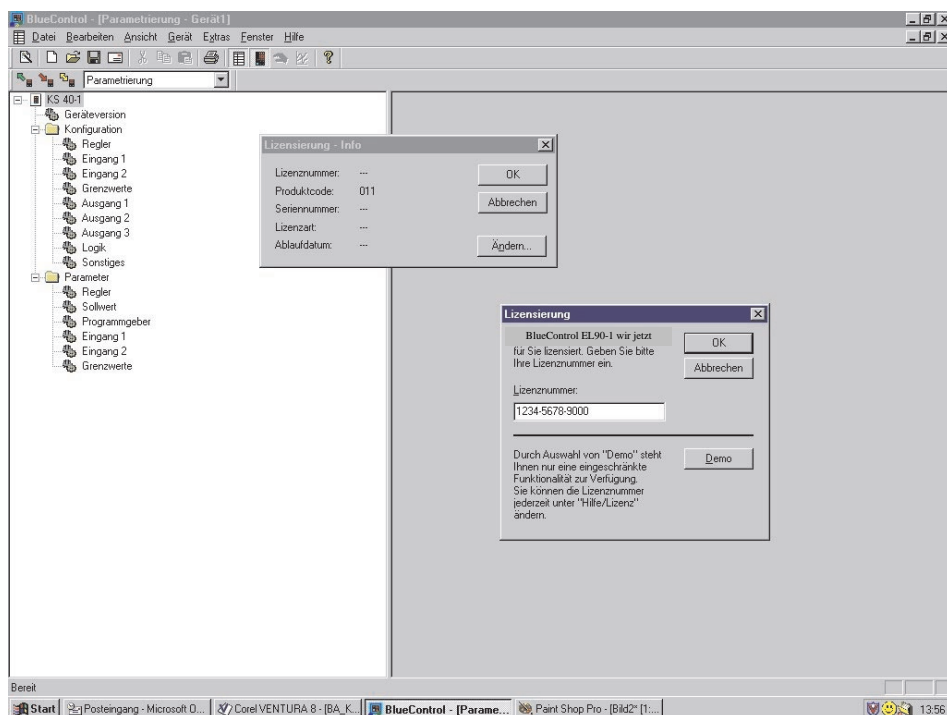 BlueControl - [Parametrierung - Gerät1]
Datei Bearbeiten Ansicht Gerät Extras Fenster Hilfe
Parametrierung
KS 40-1
Geräteversion
Konfiguration
Regler
Eingang 1
Eingang 2
Grenzwerte
Ausgang 1
Ausgang 2
Ausgang 3
Logik
Sonstiges
Parameter
Regler
Sollwert
Programmgeber
Eingang 1
Eingang 2
Grenzwerte
Lizensierung - Info
Lizenznummer: ---
Produktcode: 011
Seriennummer: ---
Lizenzart: ---
Ablaufdatum: ---
OK
Abbrechen
Ändern...
Lizensierung
BlueControl EL90-1 wir jetzt
für Sie lizensiert. Geben Sie bitte
Ihre Lizenznummer ein.
OK
Abbrechen
Lizenznummer:
1234-5678-9000
Durch Auswahl von "Demo" steht
Ihnen nur eine eingeschränkte
Funktionalität zur Verfügung.
Sie können die Lizenznummer
jederzeit unter "Hilfe/Lizenz"
ändern.
Demo
Bereit
Start
Posteingang - Microsoft O...
Corel VENTURA 8 - [BA_K...
BlueControl - [Parame...
Paint Shop Pro - [Bild2* [1:...
13:56